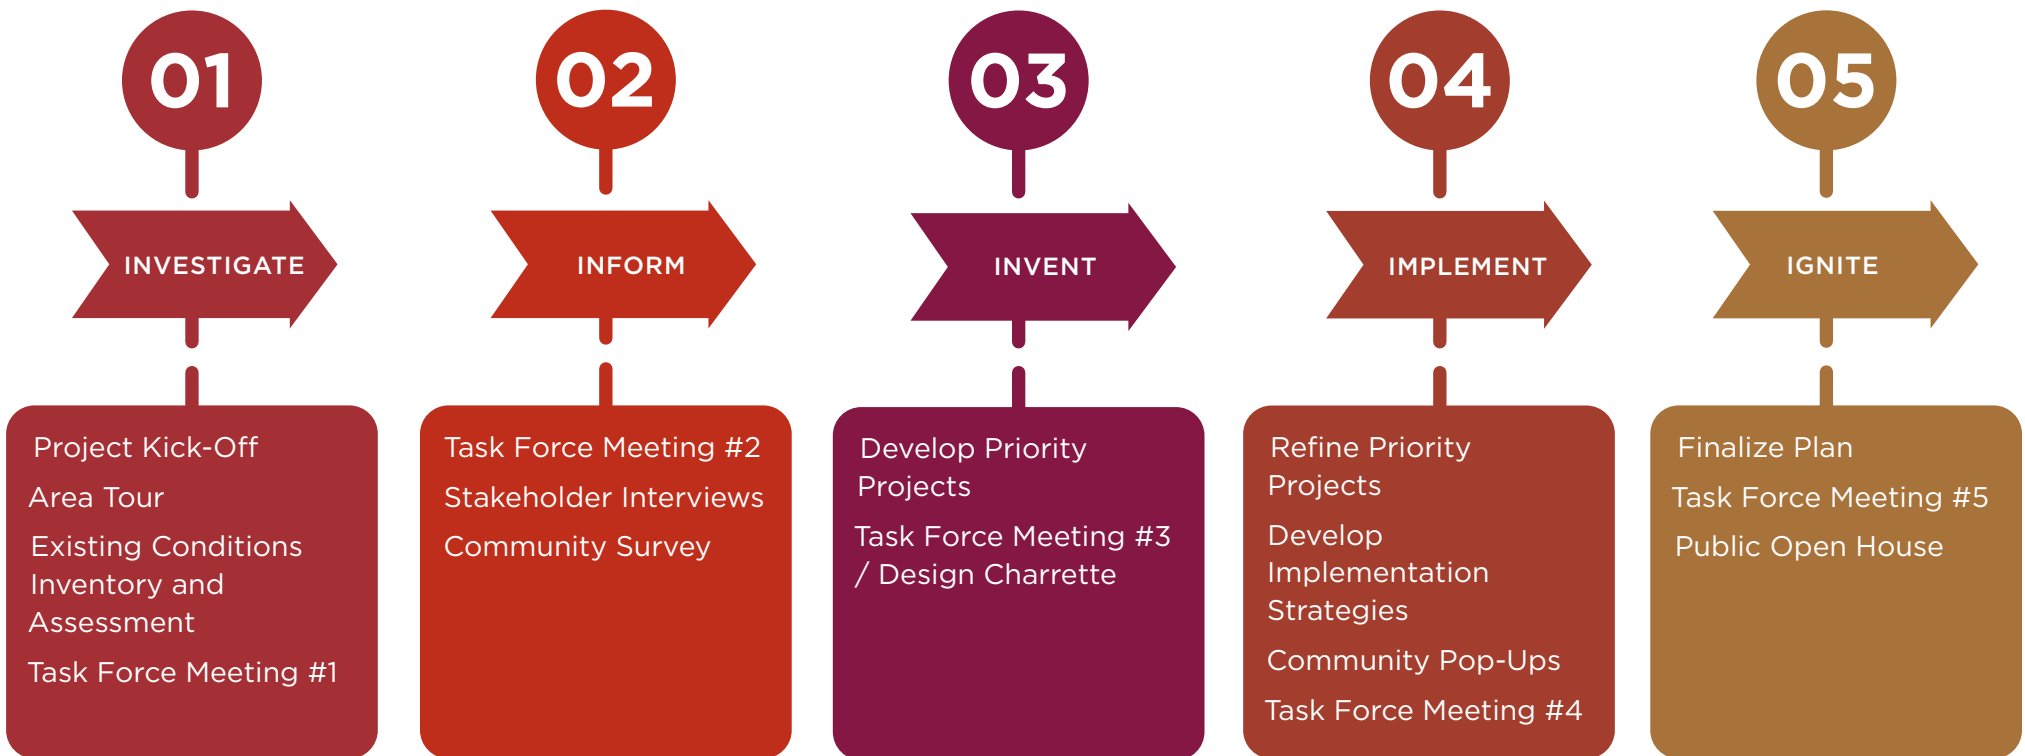 01
INVESTIGATE
Project Kick-Off
Area Tour
Existing Conditions
Inventory and
Assessment
Task Force Meeting #1
02
INFORM
Task Force Meeting #2
Stakeholder Interviews
Community Survey
03
INVENT
Develop Priority
Projects
Task Force Meeting #3
/ Design Charrette
04
IMPLEMENT
Refine Priority
Projects
Develop
Implementation
Strategies
Community Pop-Ups
Task Force Meeting #4
05
IGNITE
Finalize Plan
Task Force Meeting #5
Public Open House